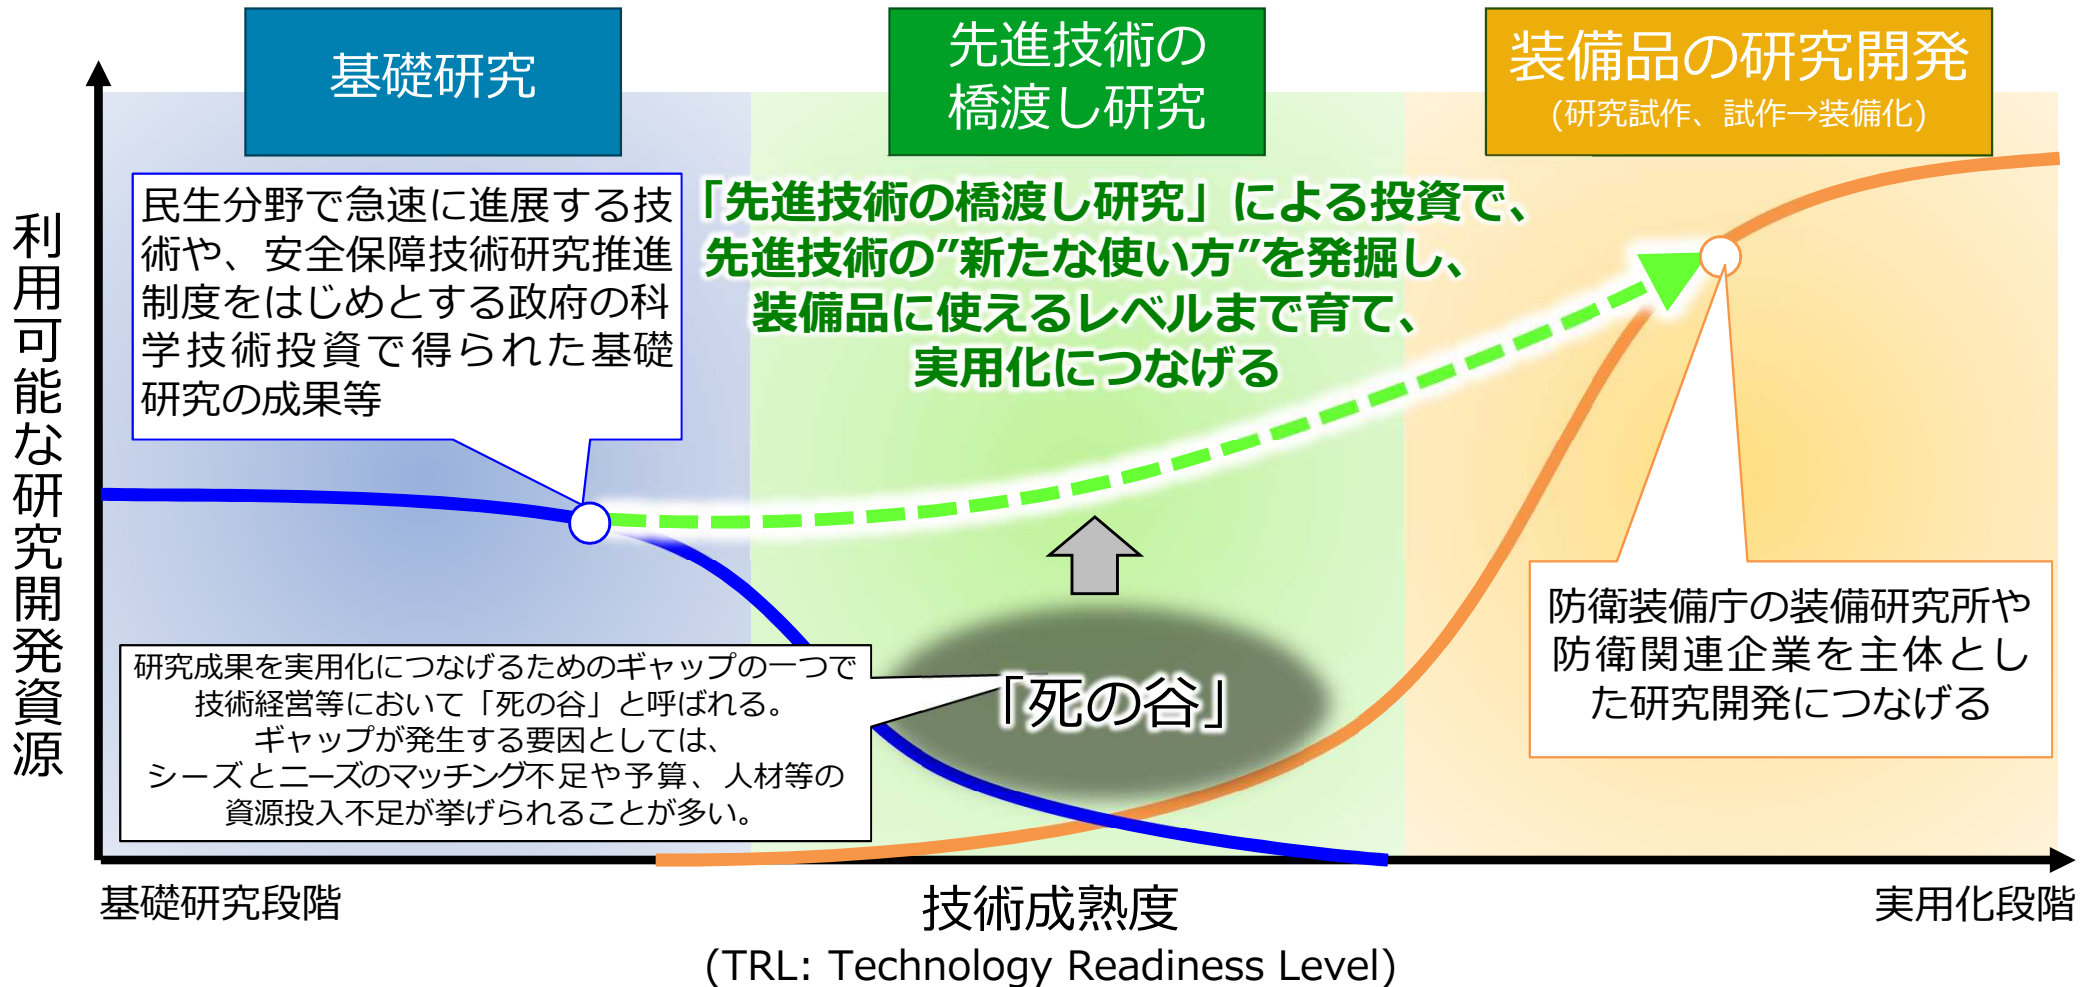 基礎研究
先進技術の
橋渡し研究
装備品の研究開発
(研究試作、試作→装備化)
利用可能な研究開発資源
民生分野で急速に進展する技
術や、安全保障技術研究推進
制度をはじめとする政府の科
学技術投資で得られた基礎
研究の成果等
「先進技術の橋渡し研究」による投資で、
先進技術の”新たな使い方”を発掘し、
装備品に使えるレベルまで育て、
実用化につなげる
研究成果を実用化につなげるためのギャップの一つで
技術経営等において「死の谷」と呼ばれる。
ギャップが発生する要因としては、
シーズとニーズのマッチング不足や予算、人材等の
資源投入不足が挙げられることが多い。
「死の谷」
防衛装備庁の装備研究所や
防衛関連企業を主体とし
た研究開発につなげる
基礎研究段階
技術成熟度
(TRL: Technology Readiness Level)
実用化段階